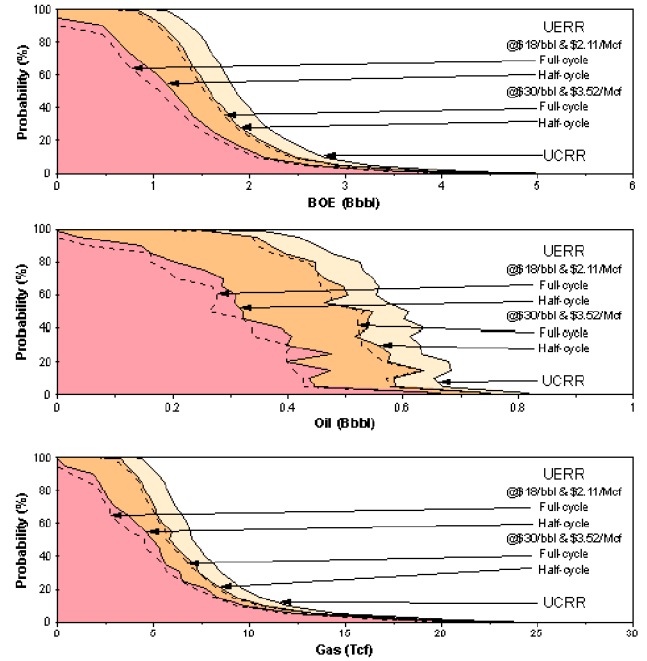 100
80
60
40
20
0
Probability (%)
UERR
@$18/bbl & $2.11/Mcf
Full-cycle
Half-cycle
@$30/bbl & $3.52/Mcf
Full-cycle
Half-cycle
UCRR
0 1 2 3 4 5 6
BOE (Bbbl)
100
80
60
40
20
0
Probability (%)
UERR
@$18/bbl & $2.11/Mcf
Full-cycle
Half-cycle
@$30/bbl & $3.52/Mcf
Full-cycle
Half-cycle
UCRR
0 0.2 0.4 0.6 0.8 1
Oil (Bbbl)
100
80
60
40
20
0
Probability (%)
UERR
@$18/bbl & $2.11/Mcf
Full-cycle
Half-cycle
@$30/bbl & $3.52/Mcf
Full-cycle
Half-cycle
UCRR
0 5 10 15 20 25 30
Gas (Tcf)